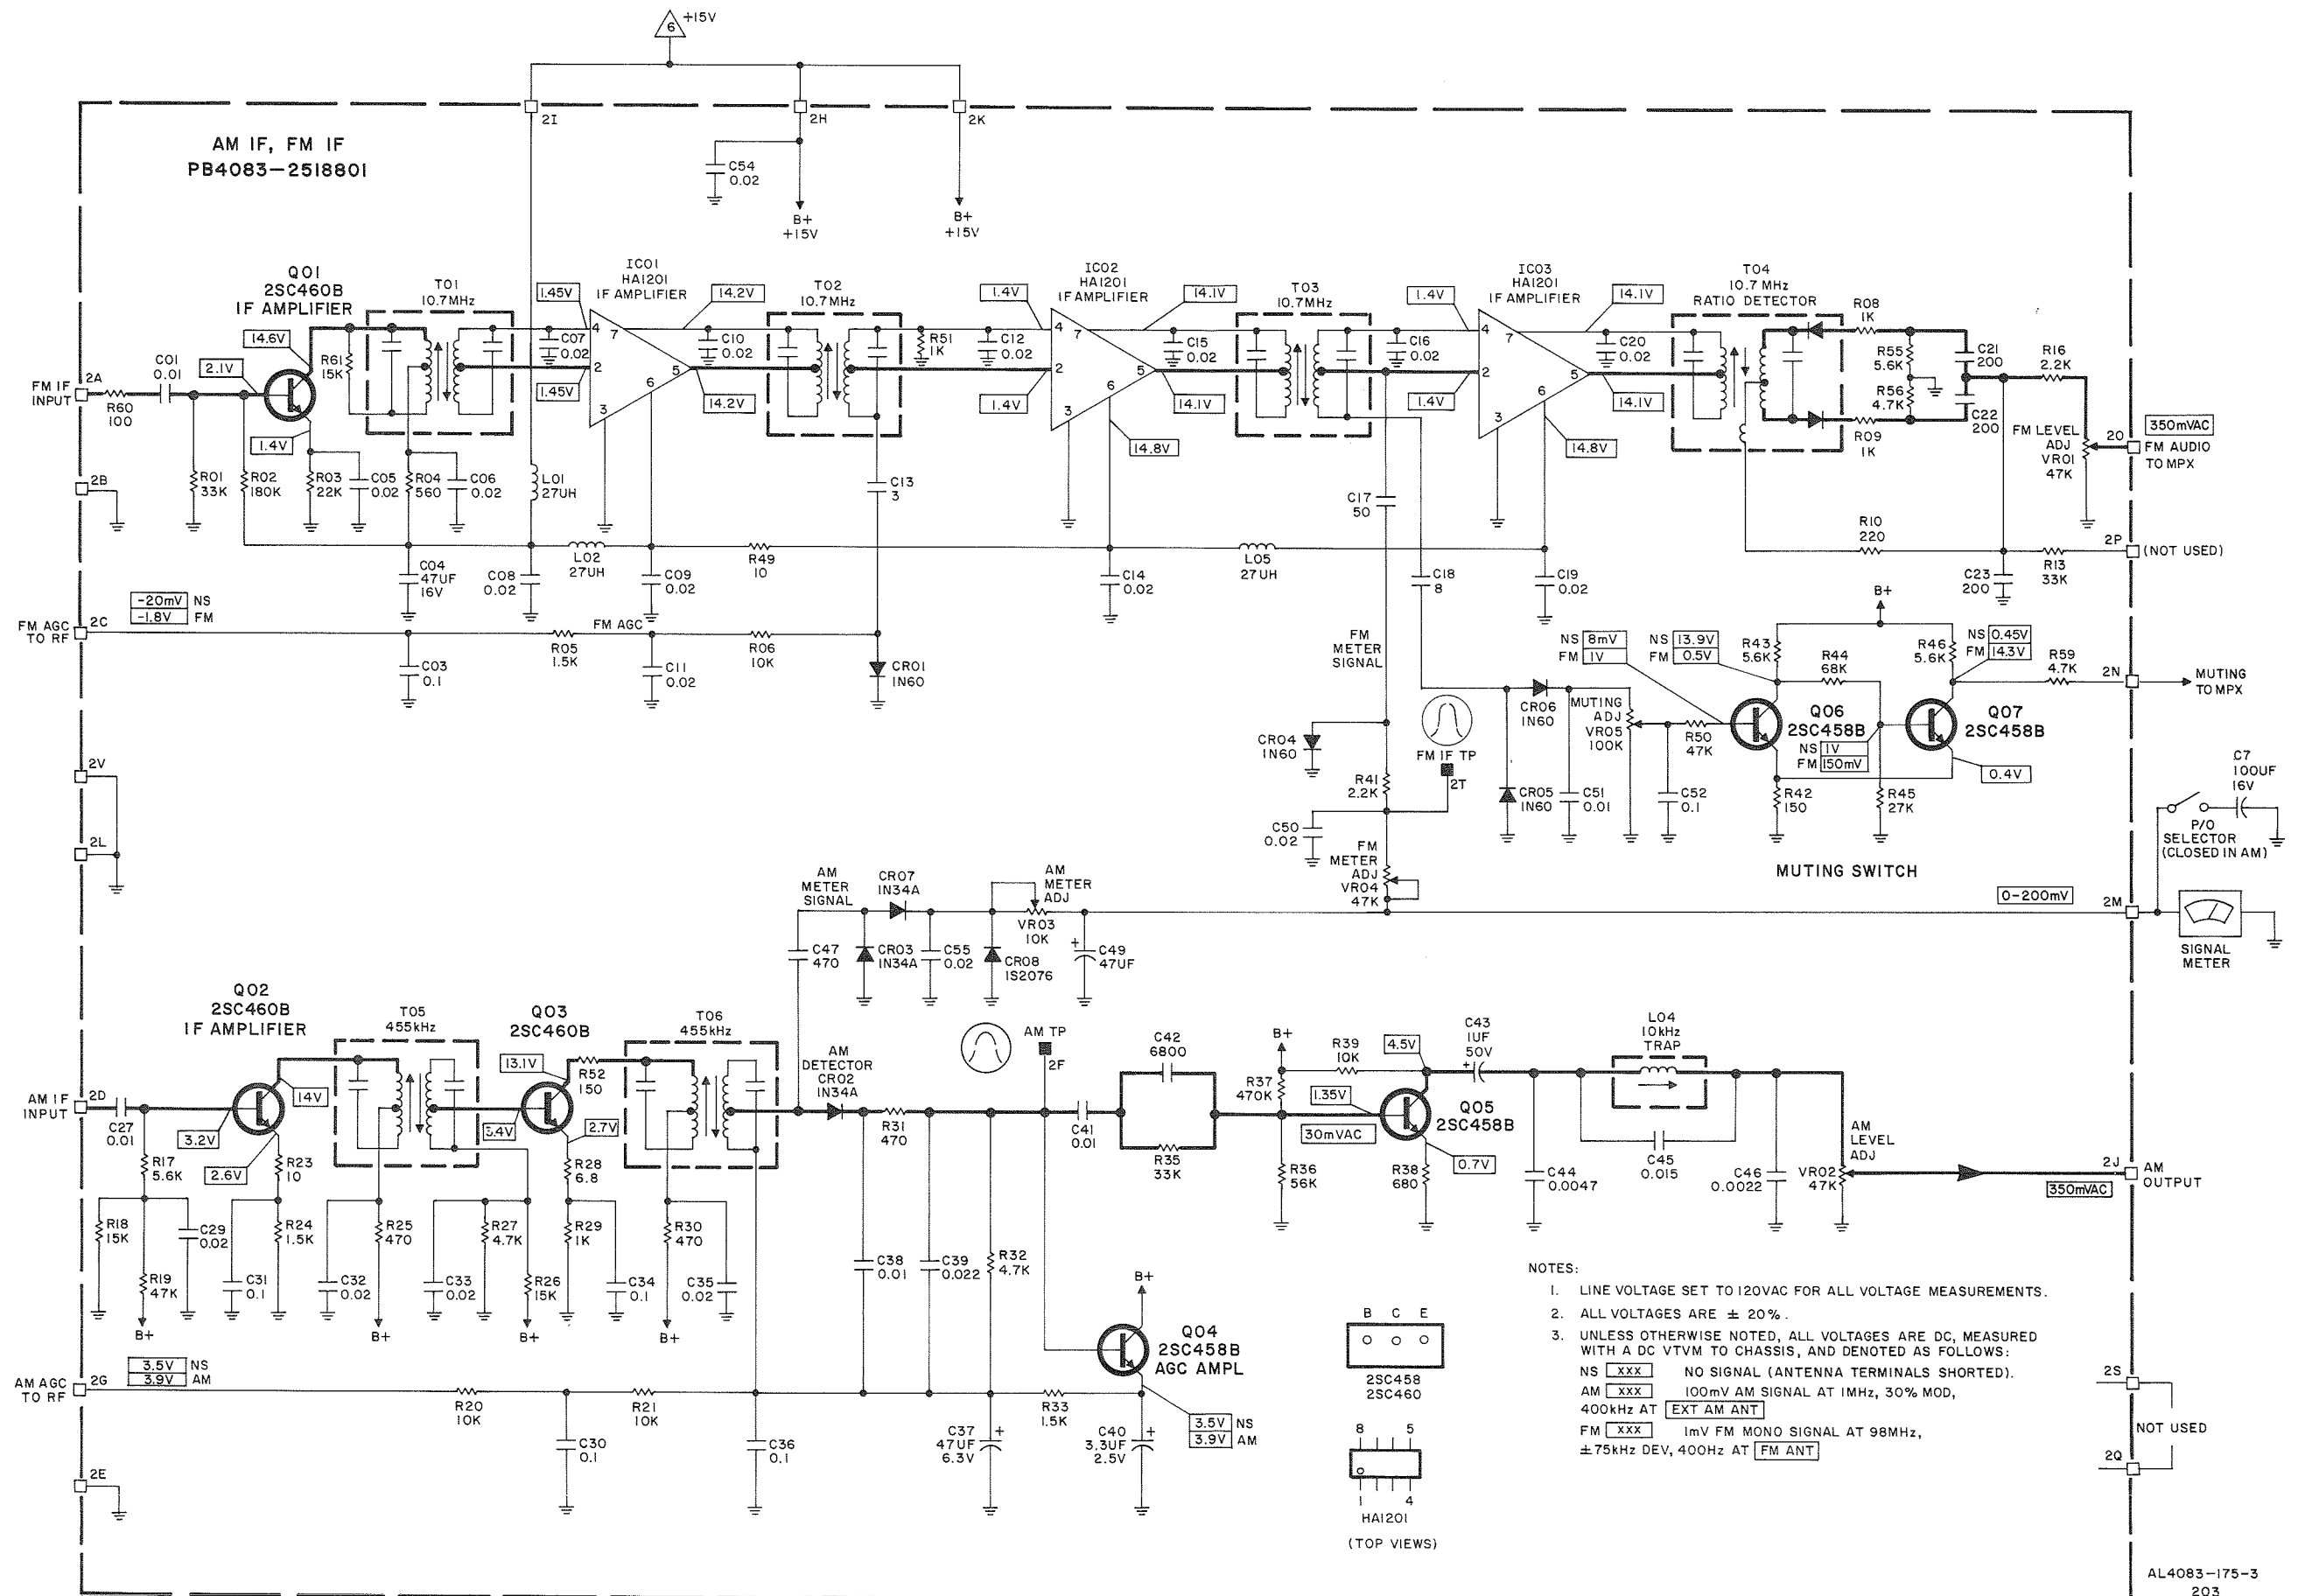 6 +15V
2I
2H
2K
AM IF, FM IF
PB4083-2518801
C54
0.02
B+
+15V
B+
+15V
Q01
2SC460B
IF AMPLIFIER
T01
10.7MHz
IC01
HA1201
IF AMPLIFIER
T02
10.7MHz
IC02
HA1201
IF AMPLIFIER
T03
10.7MHz
IC03
HA1201
IF AMPLIFIER
T04
10.7 MHz
RATIO DETECTOR
14.6V
2.1V
1.4V
1.45V
1.45V
14.2V
14.2V
1.4V
1.4V
14.1V
14.1V
14.8V
1.4V
1.4V
14.1V
14.1V
14.8V
4
7
2
6
5
3
4
7
2
6
5
3
4
7
2
6
5
3
FM IF
INPUT
2A
R60
100
C01
0.01
R61
15K
C07
0.02
C10
0.02
R51
1K
C12
0.02
C15
0.02
C16
0.02
C20
0.02
R08
1K
R55
5.6K
R56
4.7K
R09
1K
C21
200
C22
200
R16
2.2K
FM LEVEL
ADJ
VR01
47K
350mVAC
2O
FM AUDIO
TO MPX
2B
R01
33K
R02
180K
R03
22K
C05
0.02
R04
560
C06
0.02
L01
27UH
C13
3
C17
50
R10
220
2P
(NOT USED)
C04
47UF
16V
C08
0.02
L02
27UH
C09
0.02
R49
10
C14
0.02
L05
27UH
C18
8
C19
0.02
C23
200
R13
33K
FM AGC
TO RF
2C
-20mV NS
-1.8V FM
C03
0.1
R05
1.5K
FM AGC
C11
0.02
R06
10K
CR01
1N60
FM
METER
SIGNAL
NS 8mV
FM 1V
NS 13.9V
FM 0.5V
R43
5.6K
B+
R44
68K
R46
5.6K
NS 0.45V
FM 14.3V
R59
4.7K
2N
MUTING
TO MPX
CR06
1N60
MUTING
ADJ
VR05
100K
R50
47K
Q06
2SC458B
NS 1V
FM 150mV
Q07
2SC458B
0.4V
CR04
1N60
FM IF TP
2T
R41
2.2K
CR05
1N60
C51
0.01
C52
0.1
R42
150
R45
27K
C50
0.02
FM
METER
ADJ
VR04
47K
MUTING SWITCH
C7
100UF
16V
P/O
SELECTOR
(CLOSED IN AM)
2V
2L
0-200mV
2M
SIGNAL
METER
AM
METER
SIGNAL
CR07
1N34A
AM
METER
ADJ
VR03
10K
C47
470
CR03
1N34A
C55
0.02
CR08
1S2076
+
C49
47UF
Q02
2SC460B
IF AMPLIFIER
T05
455kHz
Q03
2SC460B
T06
455kHz
AM TP
2F
AM
DETECTOR
CR02
1N34A
C42
6800
R35
33K
B+
R39
10K
R37
470K
1.35V
30mVAC
4.5V
C43
1UF
50V
+
Q05
2SC458B
0.7V
L04
10kHz
TRAP
C45
0.015
AM
LEVEL
ADJ
VR02
47K
AM IF
INPUT
2D
C27
0.01
3.2V
14V
2.6V
13.1V
R52
150
3.4V
2.7V
R31
470
C41
0.01
R36
56K
R38
680
C44
0.0047
C46
0.0022
2J
AM
OUTPUT
350mVAC
R17
5.6K
R23
10
R28
6.8
R18
15K
C29
0.02
R24
1.5K
R25
470
R27
4.7K
R29
1K
R30
470
R19
47K
C31
0.1
C32
0.02
C33
0.02
R26
15K
C34
0.1
C35
0.02
C38
0.01
C39
0.022
R32
4.7K
B+
B+
B+
B+
Q04
2SC458B
AGC AMPL
AM AGC
TO RF
2G
3.5V NS
3.9V AM
R20
10K
R21
10K
R33
1.5K
3.5V NS
3.9V AM
C30
0.1
C36
0.1
C37
47UF
6.3V
+
C40
3.3UF
2.5V
+
2E
B C E
2SC458
2SC460
8 5
1 4
HA1201
(TOP VIEWS)
NOTES:
1. LINE VOLTAGE SET TO 120VAC FOR ALL VOLTAGE MEASUREMENTS.
2. ALL VOLTAGES ARE ± 20%.
3. UNLESS OTHERWISE NOTED, ALL VOLTAGES ARE DC, MEASURED
WITH A DC VTVM TO CHASSIS, AND DENOTED AS FOLLOWS:
NS XXX NO SIGNAL (ANTENNA TERMINALS SHORTED).
AM XXX 100mV AM SIGNAL AT 1MHz, 30% MOD,
400kHz AT EXT AM ANT
FM XXX 1mV FM MONO SIGNAL AT 98MHz,
±75kHz DEV, 400Hz AT FM ANT
2S
NOT USED
2Q
AL4083-175-3
203